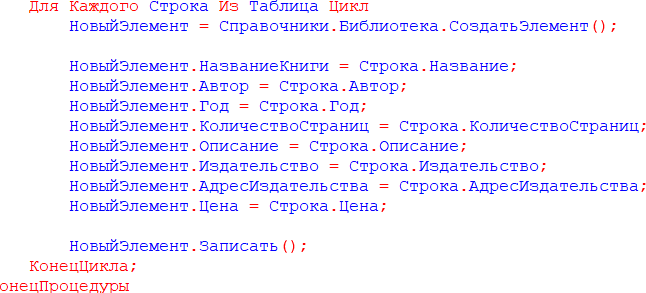 Для Каждого Строка Из Таблица Цикл
НовыйЭлемент = Справочники.Библиотека.СоздатьЭлемент();
НовыйЭлемент.НазваниеКниги = Строка.Название;
НовыйЭлемент.Автор = Строка.Автор;
НовыйЭлемент.Год = Строка.Год;
НовыйЭлемент.КоличествоСтраниц = Строка.КоличествоСтраниц;
НовыйЭлемент.Описание = Строка.Описание;
НовыйЭлемент.Издательство = Строка.Издательство;
НовыйЭлемент.АдресИздательства = Строка.АдресИздательства;
НовыйЭлемент.Цена = Строка.Цена;
НовыйЭлемент.Записать();
КонецЦикла;
онецПроцедуры